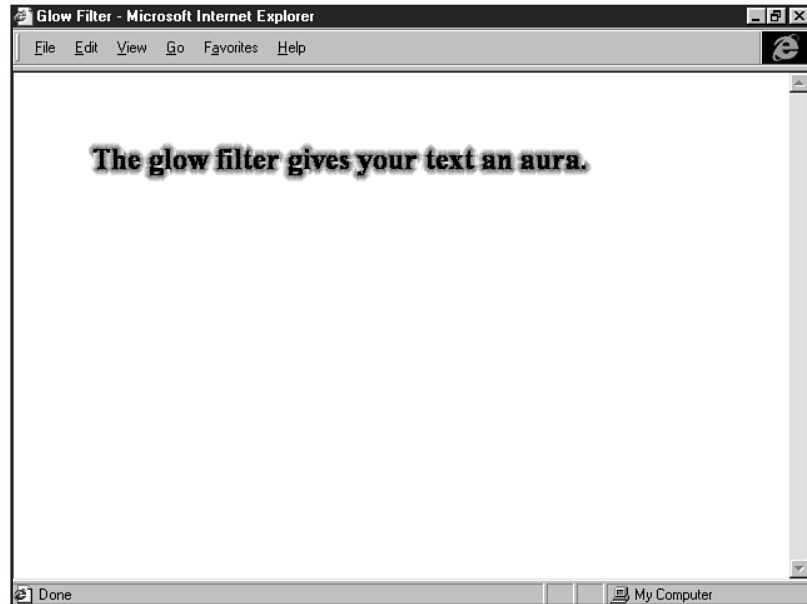 Glow Filter - Microsoft Internet Explorer
File Edit View Go Favorites Help
The glow filter gives your text an aura.
Done My Computer